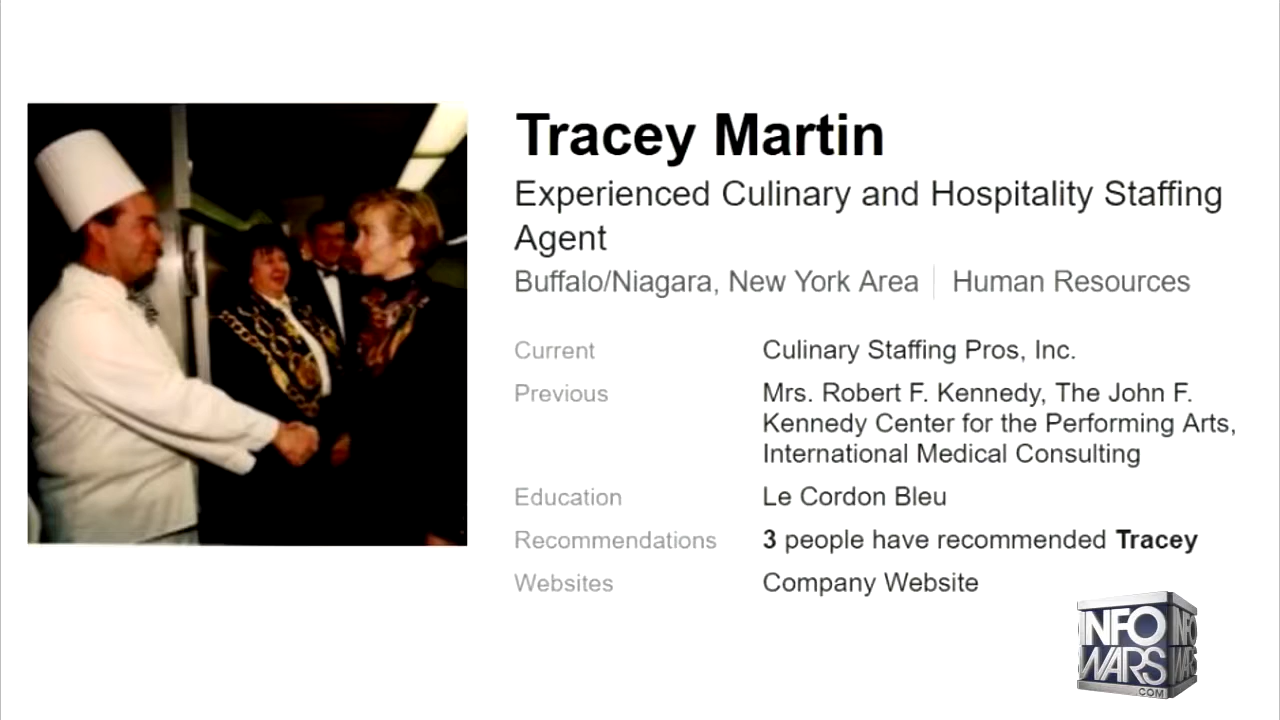 Tracey Martin
Experienced Culinary and Hospitality Staffing
Agent
Buffalo/Niagara, New York Area
Human Resources
Current
Culinary Staffing Pros, Inc.
Previous
Mrs. Robert F. Kennedy, The John F.
Kennedy Center for the Performing Arts,
International Medical Consulting
Education
Le Cordon Bleu
Recommendations
3 people have recommended Tracey
Websites
Company Website
INFO
WARS
.COM
INFO
WARS